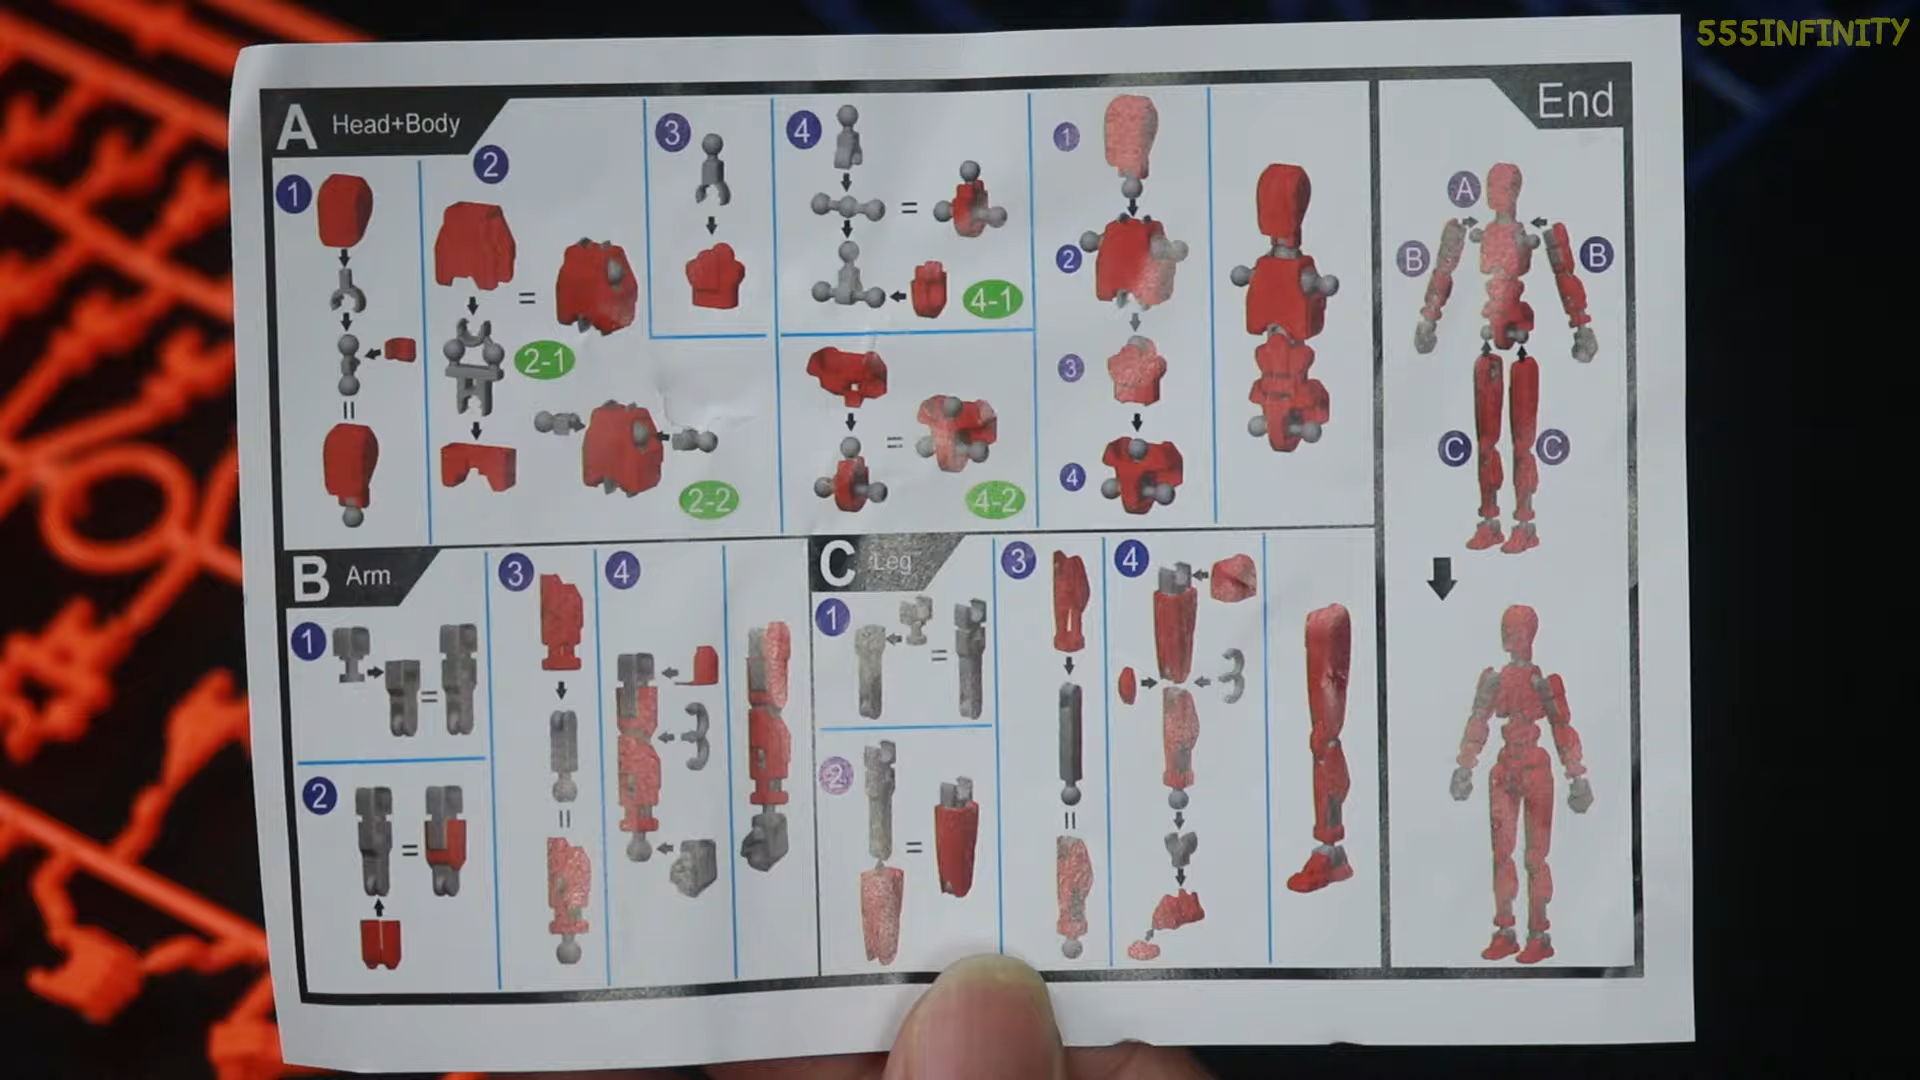 555INFINITY
A Head+Body
1
2
=
2-1
2-2
3
4
=
4-1
=
4-2
1
2
3
4
End
A
B
B
C
C
B Arm
1
=
2
=
3
=
4
C Leg
1
=
2
=
3
=
4